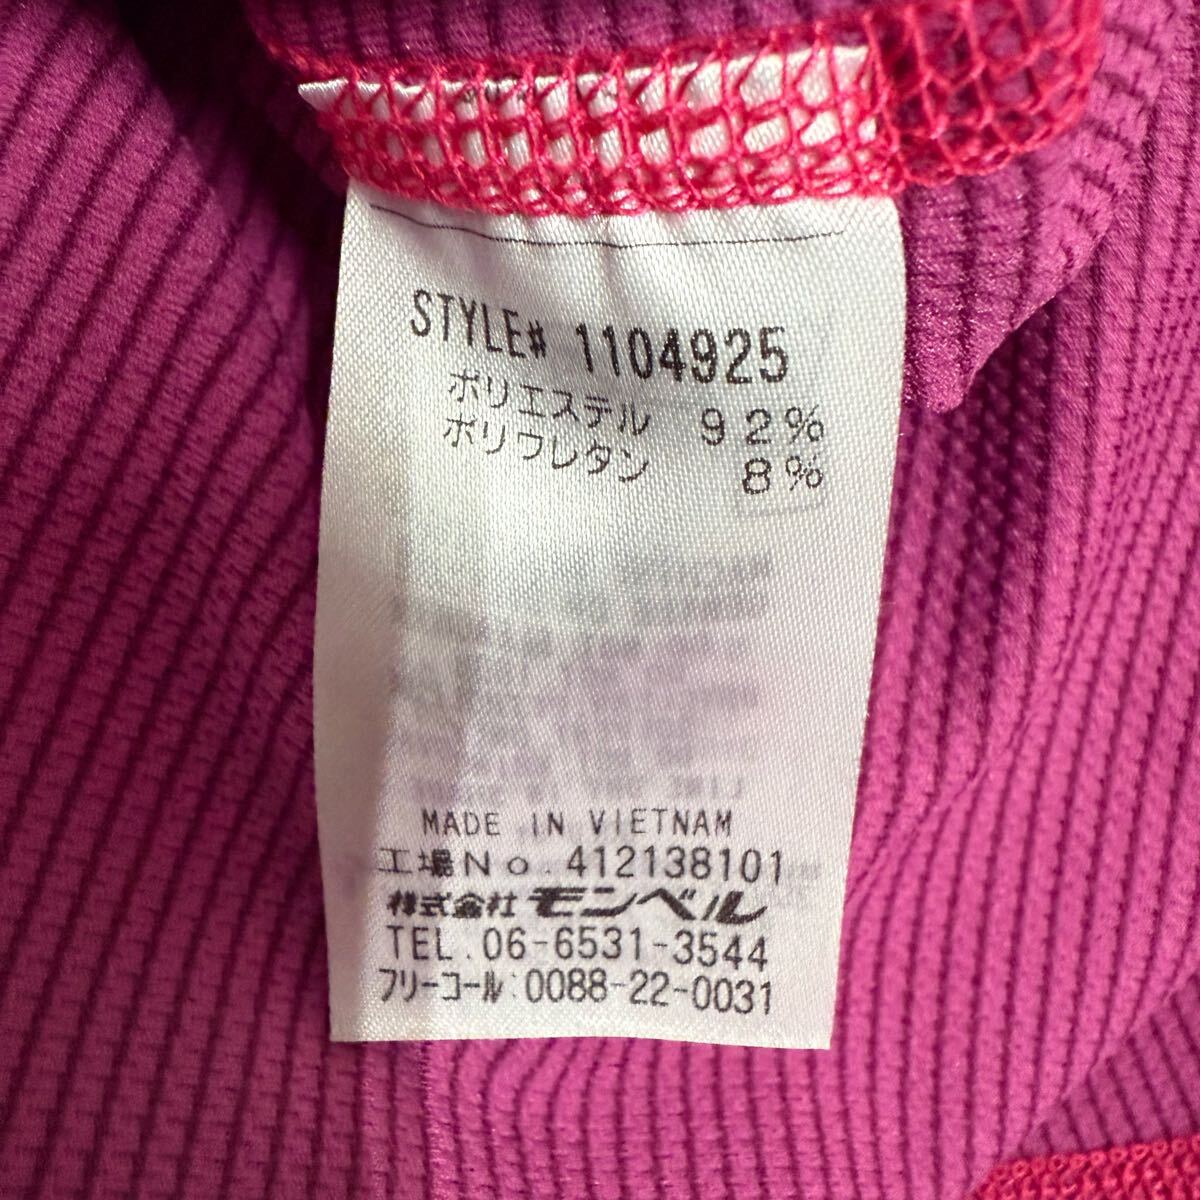 STYLE# 1104925
ポリエステル 92%
ポリウレタン 8%
MADE IN VIETNAM
工場No.412138101
株式会社モンベル
TEL.06-6531-3544
フリーコール:0088-22-0031